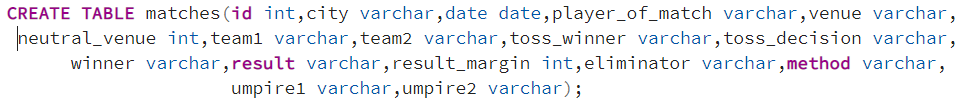 CREATE TABLE matches(id int,city varchar,date date,player_of_match varchar,venue varchar,
neutral_venue int,team1 varchar,team2 varchar,toss_winner varchar,toss_decision varchar,
winner varchar,result varchar,result_margin int,eliminator varchar,method varchar,
umpire1 varchar,umpire2 varchar);